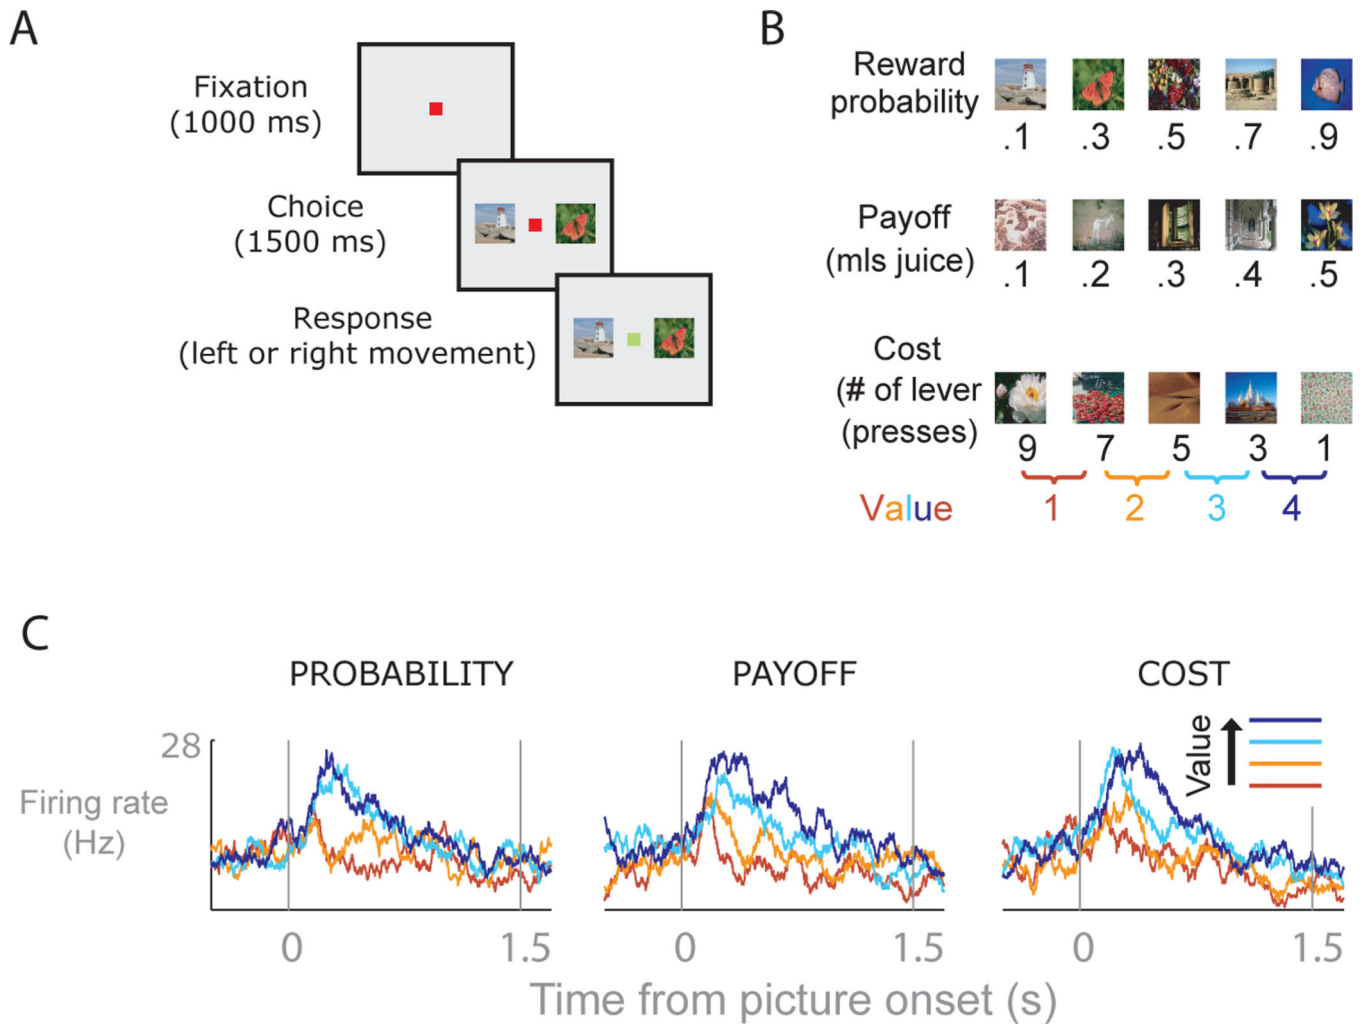 A
Fixation
(1000 ms)
Choice
(1500 ms)
Response
(left or right movement)
B
Reward
probability
.1 .3 .5 .7 .9
Payoff
(mls juice)
.1 .2 .3 .4 .5
Cost
(# of lever
(presses)
9 7 5 3 1
Value 1 2 3 4
C
PROBABILITY PAYOFF COST
Value
28
Firing rate
(Hz)
0 1.5 0 1.5 0 1.5
Time from picture onset (s)